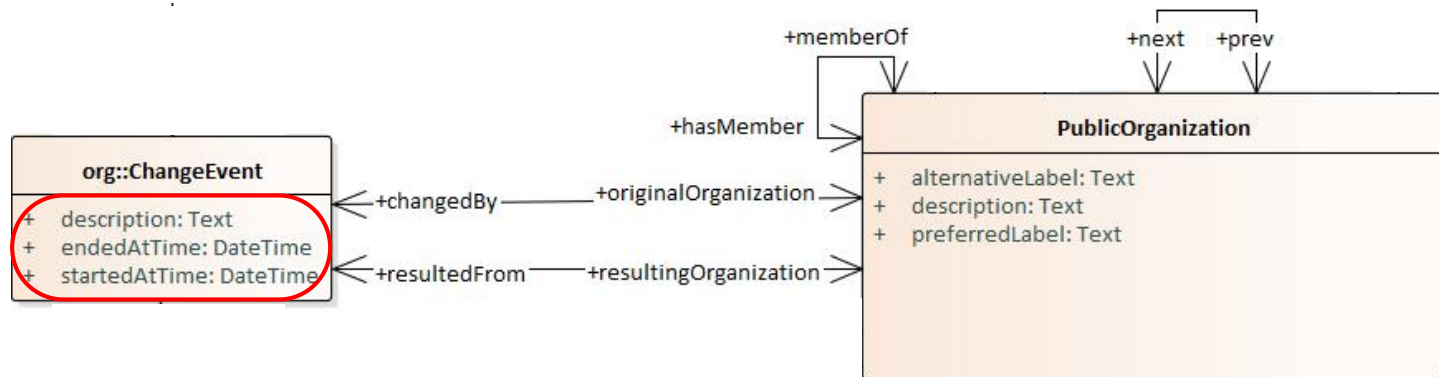 +memberOf
+next +prev
+hasMember
PublicOrganization
org::ChangeEvent
+ alternativeLabel: Text
+changedBy +originalOrganization
+ description: Text
+ description: Text
+ preferredLabel: Text
+ endedAtTime: DateTime
+ startedAtTime: DateTime
+resultedFrom +resultingOrganization